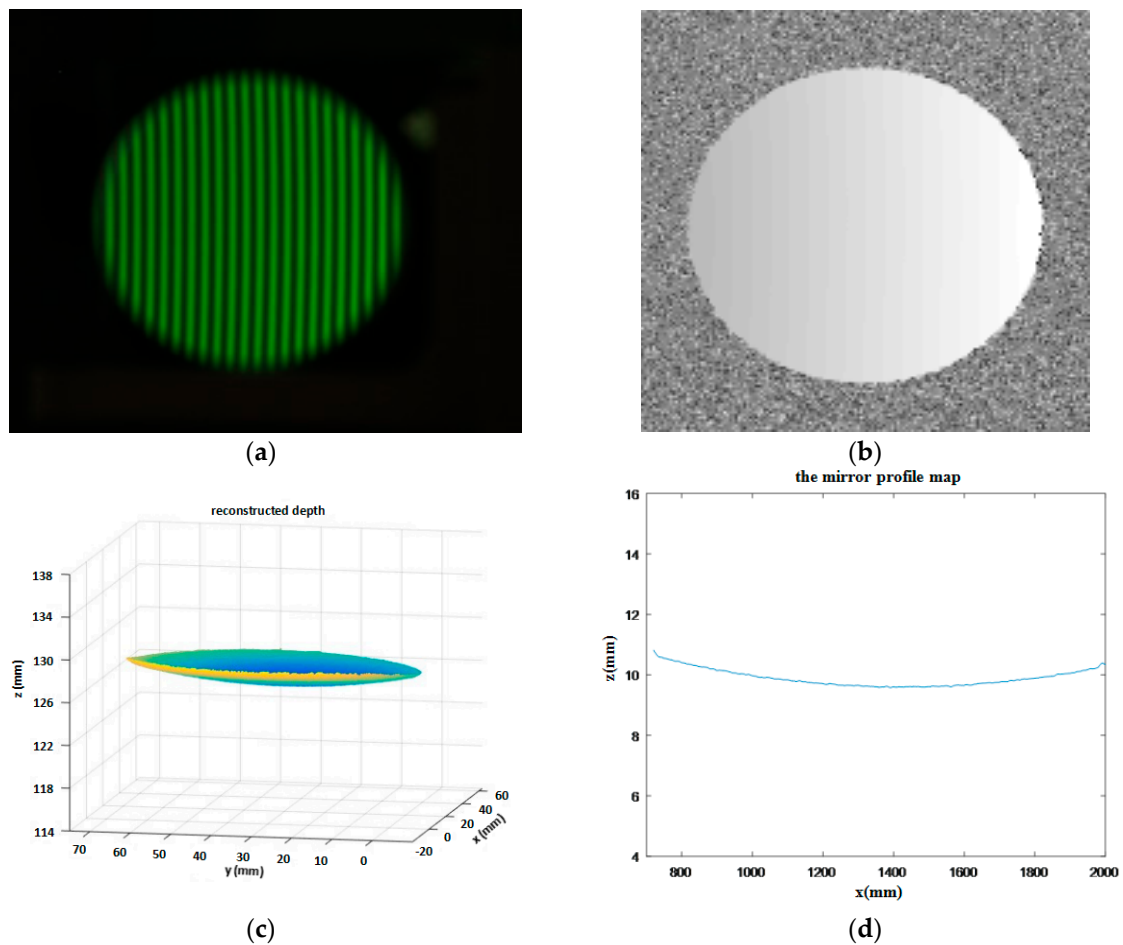 (a)
(b)
reconstructed depth
138
134
130
126
122
118
114
z (mm)
70
60
50
40
30
20
10
0
y (mm)
-20
0
20
40
60
x (mm)
(c)
the mirror profile map
16
14
12
10
8
6
4
z(mm)
800 1000 1200 1400 1600 1800 2000
x(mm)
(d)